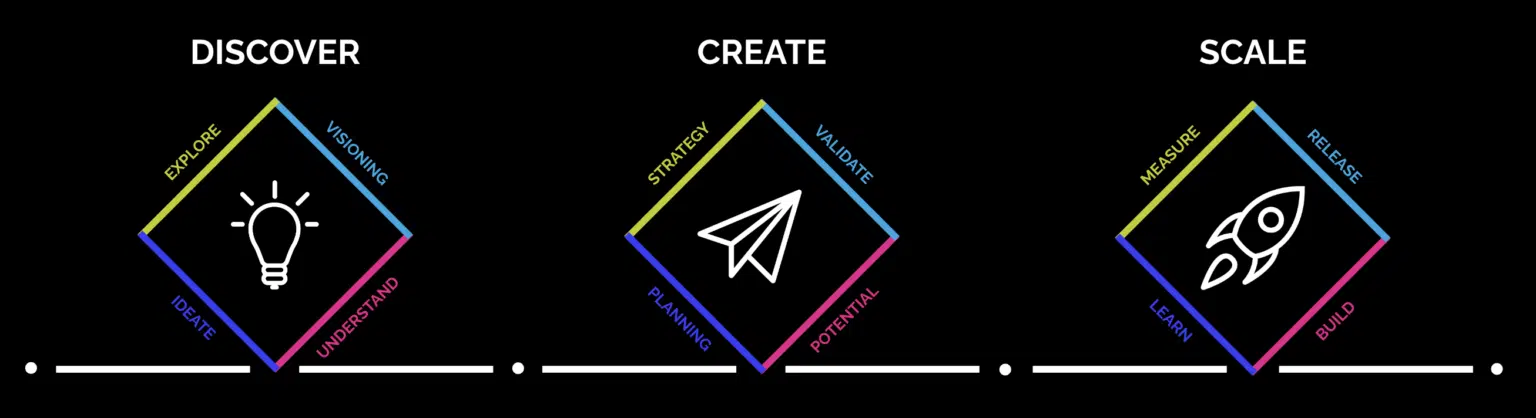 DISCOVER
EXPLORE
VISIONING
IDEATE
UNDERSTAND
CREATE
STRATEGY
VALIDATE
PLANNING
POTENTIAL
SCALE
MEASURE
RELEASE
LEARN
BUILD